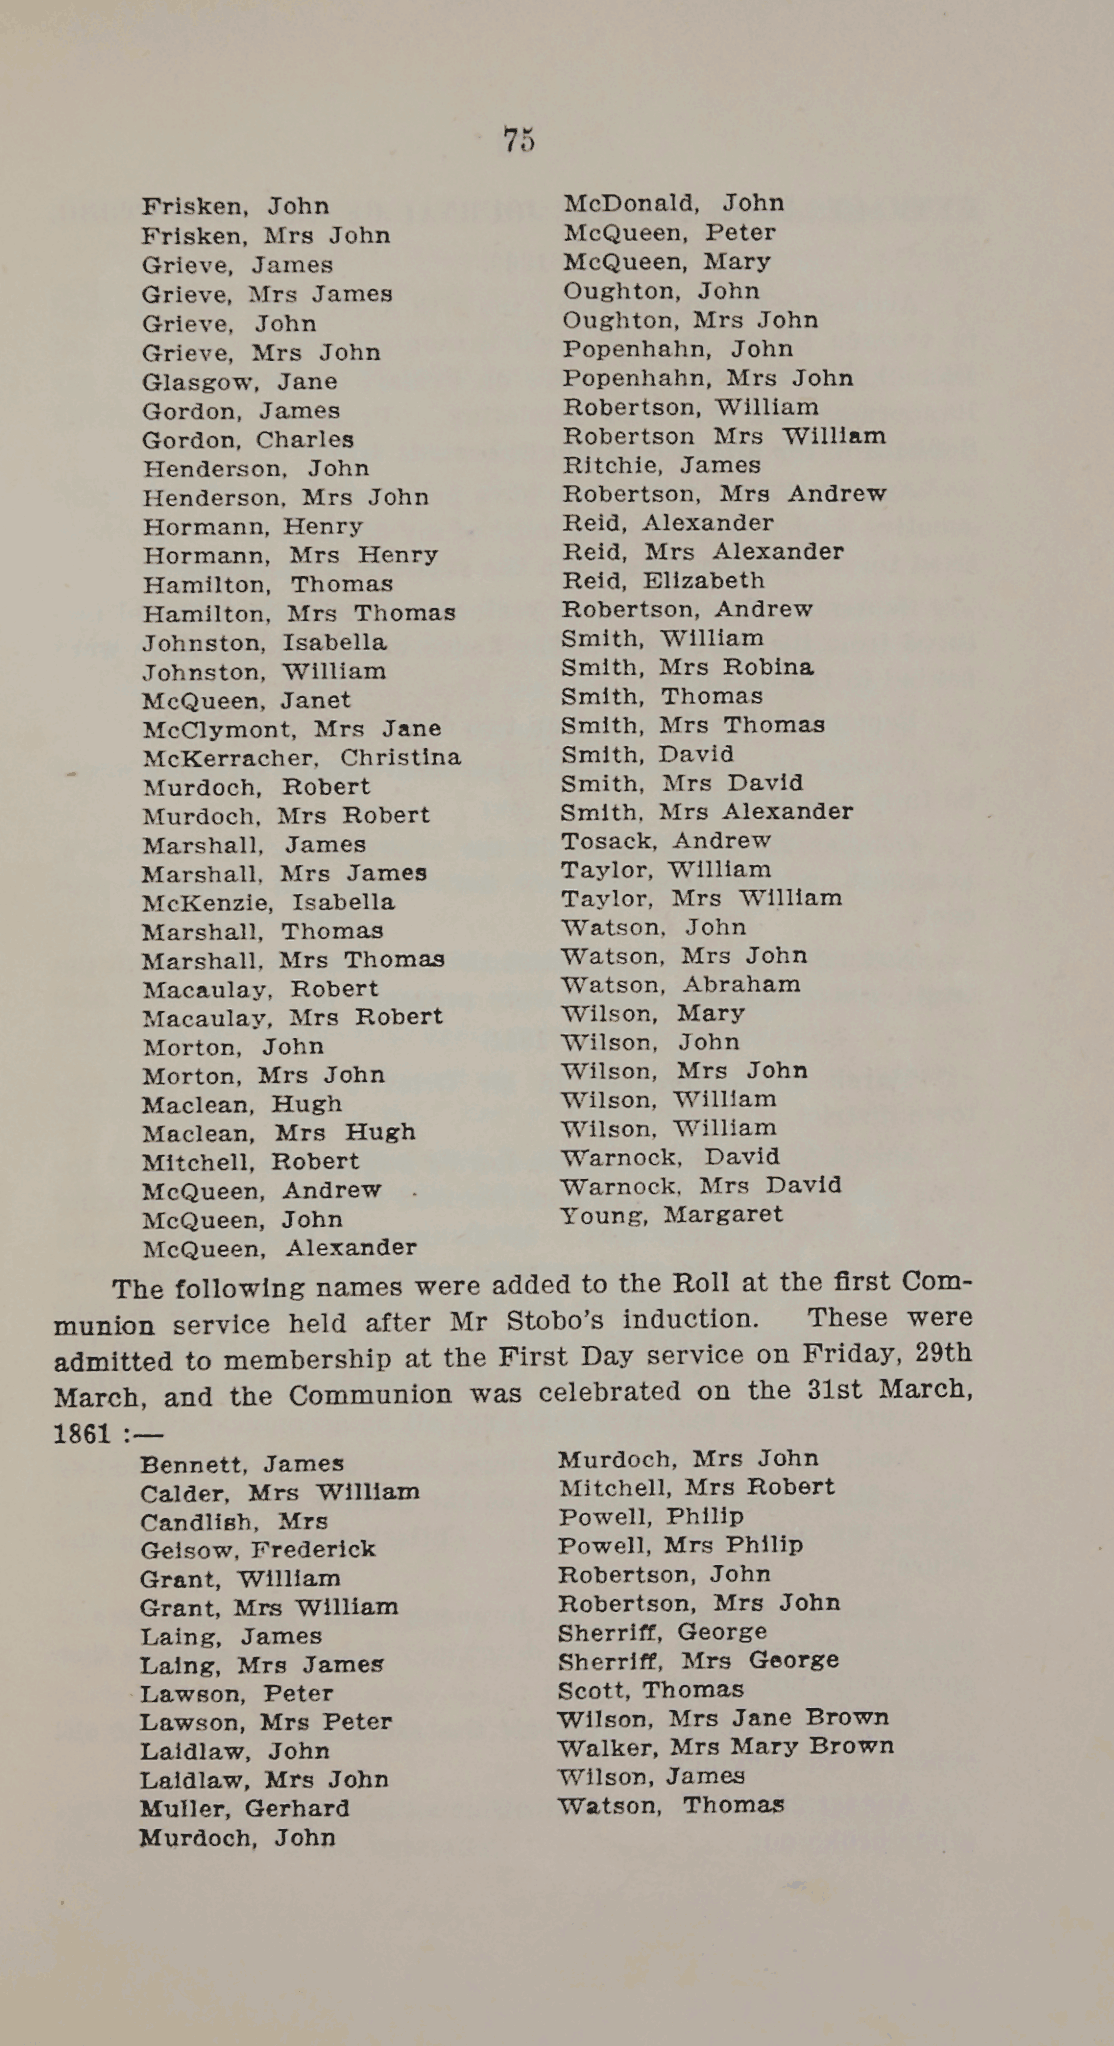 75
Frisken, John
Frisken, Mrs John
Grieve, James
Grieve, Mrs James
Grieve, John
Grieve, Mrs John
Glasgow, Jane
Gordon, James
Gordon, Charles
Henderson, John
Henderson, Mrs John
Hormann, Henry
Hormann, Mrs Henry
Hamilton, Thomas
Hamilton, Mrs Thomas
Johnston, Isabella
Johnston, William
McQueen, Janet
McClymont, Mrs Jane
McKerracher, Christina
Murdoch, Robert
Murdoch, Mrs Robert
Marshall, James
Marshall, Mrs James
McKenzie, Isabella
Marshall, Thomas
Marshall, Mrs Thomas
Macaulay, Robert
Macaulay, Mrs Robert
Morton, John
Morton, Mrs John
Maclean, Hugh
Maclean, Mrs Hugh
Mitchell, Robert
McQueen, Andrew
McQueen, John
McQueen, Alexander
McDonald, John
McQueen, Peter
McQueen, Mary
Oughton, John
Oughton, Mrs John
Popenhahn, John
Popenhahn, Mrs John
Robertson, William
Robertson Mrs William
Ritchie, James
Robertson, Mrs Andrew
Reid, Alexander
Reid, Mrs Alexander
Reid, Elizabeth
Robertson, Andrew
Smith, William
Smith, Mrs Robina
Smith, Thomas
Smith, Mrs Thomas
Smith, David
Smith, Mrs David
Smith, Mrs Alexander
Tosack, Andrew
Taylor, William
Taylor, Mrs William
Watson, John
Watson, Mrs John
Watson, Abraham
Wilson, Mary
Wilson, John
Wilson, Mrs John
Wilson, William
Wilson, William
Warnock, David
Warnock, Mrs David
Young, Margaret
The following names were added to the Roll at the first Com-
munion service held after Mr Stobo's induction. These were
admitted to membership at the First Day service on Friday, 29th
March, and the Communion was celebrated on the 31st March,
1861 :—
Bennett, James
Calder, Mrs William
Candlish, Mrs
Geisow, Frederick
Grant, William
Grant, Mrs William
Laing, James
Laing, Mrs James
Lawson, Peter
Lawson, Mrs Peter
Laidlaw, John
Laidlaw, Mrs John
Muller, Gerhard
Murdoch, John
Murdoch, Mrs John
Mitchell, Mrs Robert
Powell, Philip
Powell, Mrs Philip
Robertson, John
Robertson, Mrs John
Sherriff, George
Sherriff, Mrs George
Scott, Thomas
Wilson, Mrs Jane Brown
Walker, Mrs Mary Brown
Wilson, James
Watson, Thomas